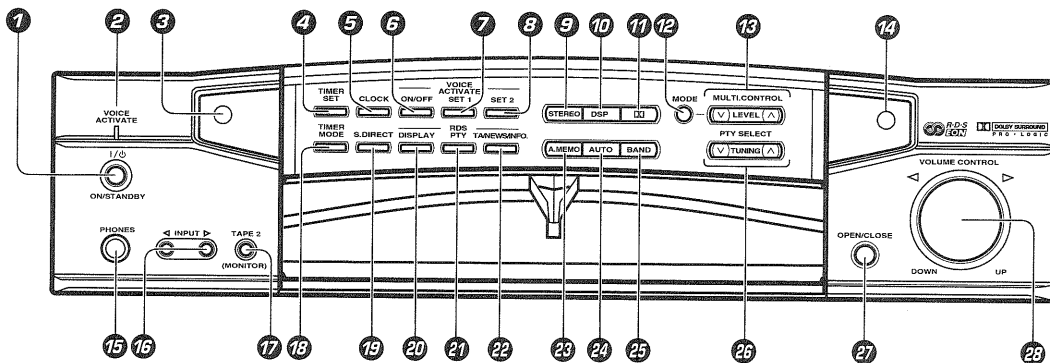 1 2 3 4 5 6 7 8 9 10 11 12 13 14
VOICE
ACTIVATE
I/⏻
ON/STANDBY
PHONES
◁ INPUT ▷
TAPE 2
(MONITOR)
TIMER
SET
CLOCK
ON/OFF
VOICE
ACTIVATE
SET 1
SET 2
TIMER
MODE
S.DIRECT
DISPLAY
RDS
PTY
TA/NEWS/INFO.
STEREO
DSP
A.MEMO
AUTO
BAND
MODE
MULTI.CONTROL
LEVEL
PTY SELECT
TUNING
R·D·S
EON
DOLBY SURROUND
PRO·LOGIC
VOLUME CONTROL
OPEN/CLOSE
DOWN
UP
15 16 17 18 19 20 21 22 23 24 25 26 27 28